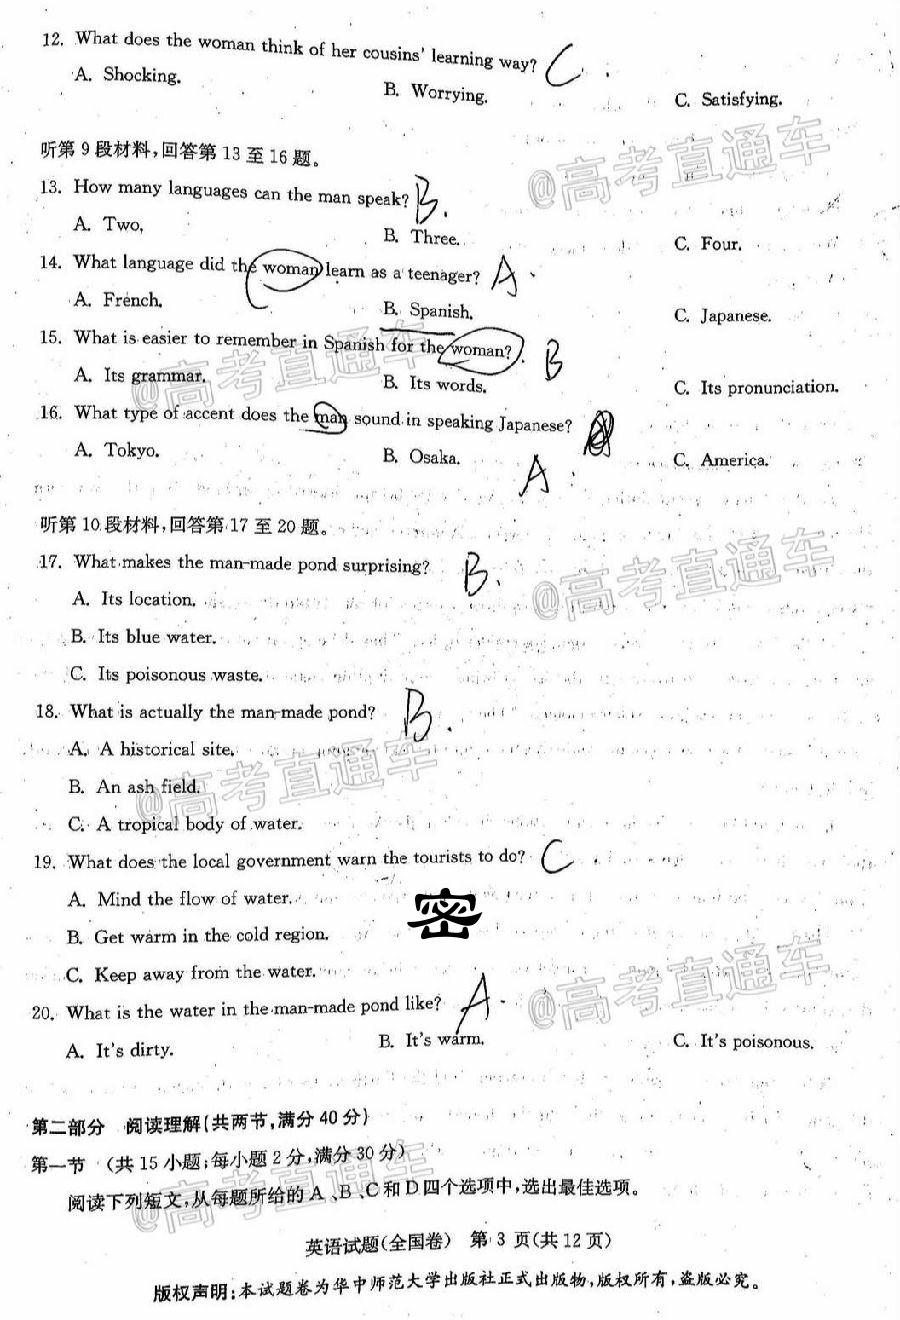 12. What does the woman think of her cousins' learning way? C.
A. Shocking. B. Worrying. C. Satisfying.
听第9段材料,回答第13至16题。
@高考直通车
13. How many languages can the man speak? B.
A. Two. B. Three. C. Four.
14. What language did the woman learn as a teenager? A.
A. French. B. Spanish. C. Japanese.
15. What is easier to remember in Spanish for the woman? B
@高考直通车
A. Its grammar. B. Its words. C. Its pronunciation.
16. What type of accent does the man sound in speaking Japanese?
A. Tokyo. B. Osaka. C. America.
A.
听第10段材料,回答第17至20题。
17. What makes the man-made pond surprising? B.
@高考直通车
A. Its location.
B. Its blue water.
C. Its poisonous waste.
18. What is actually the man-made pond? B.
A. A historical site.
@高考直通车
B. An ash field.
C. A tropical body of water.
19. What does the local government warn the tourists to do? C
A. Mind the flow of water.
密
B. Get warm in the cold region.
C. Keep away from the water.
@高考直通车
20. What is the water in the man-made pond like? A.
A. It's dirty. B. It's warm. C. It's poisonous.
第二部分 阅读理解(共两节,满分40分)
第一节 (共15小题;每小题2分,满分30分)
@高考直通车
阅读下列短文,从每题所给的A、B、C和D四个选项中,选出最佳选项。
英语试题(全国卷) 第3页(共12页)
版权声明:本试题卷为华中师范大学出版社正式出版物,版权所有,盗版必究。